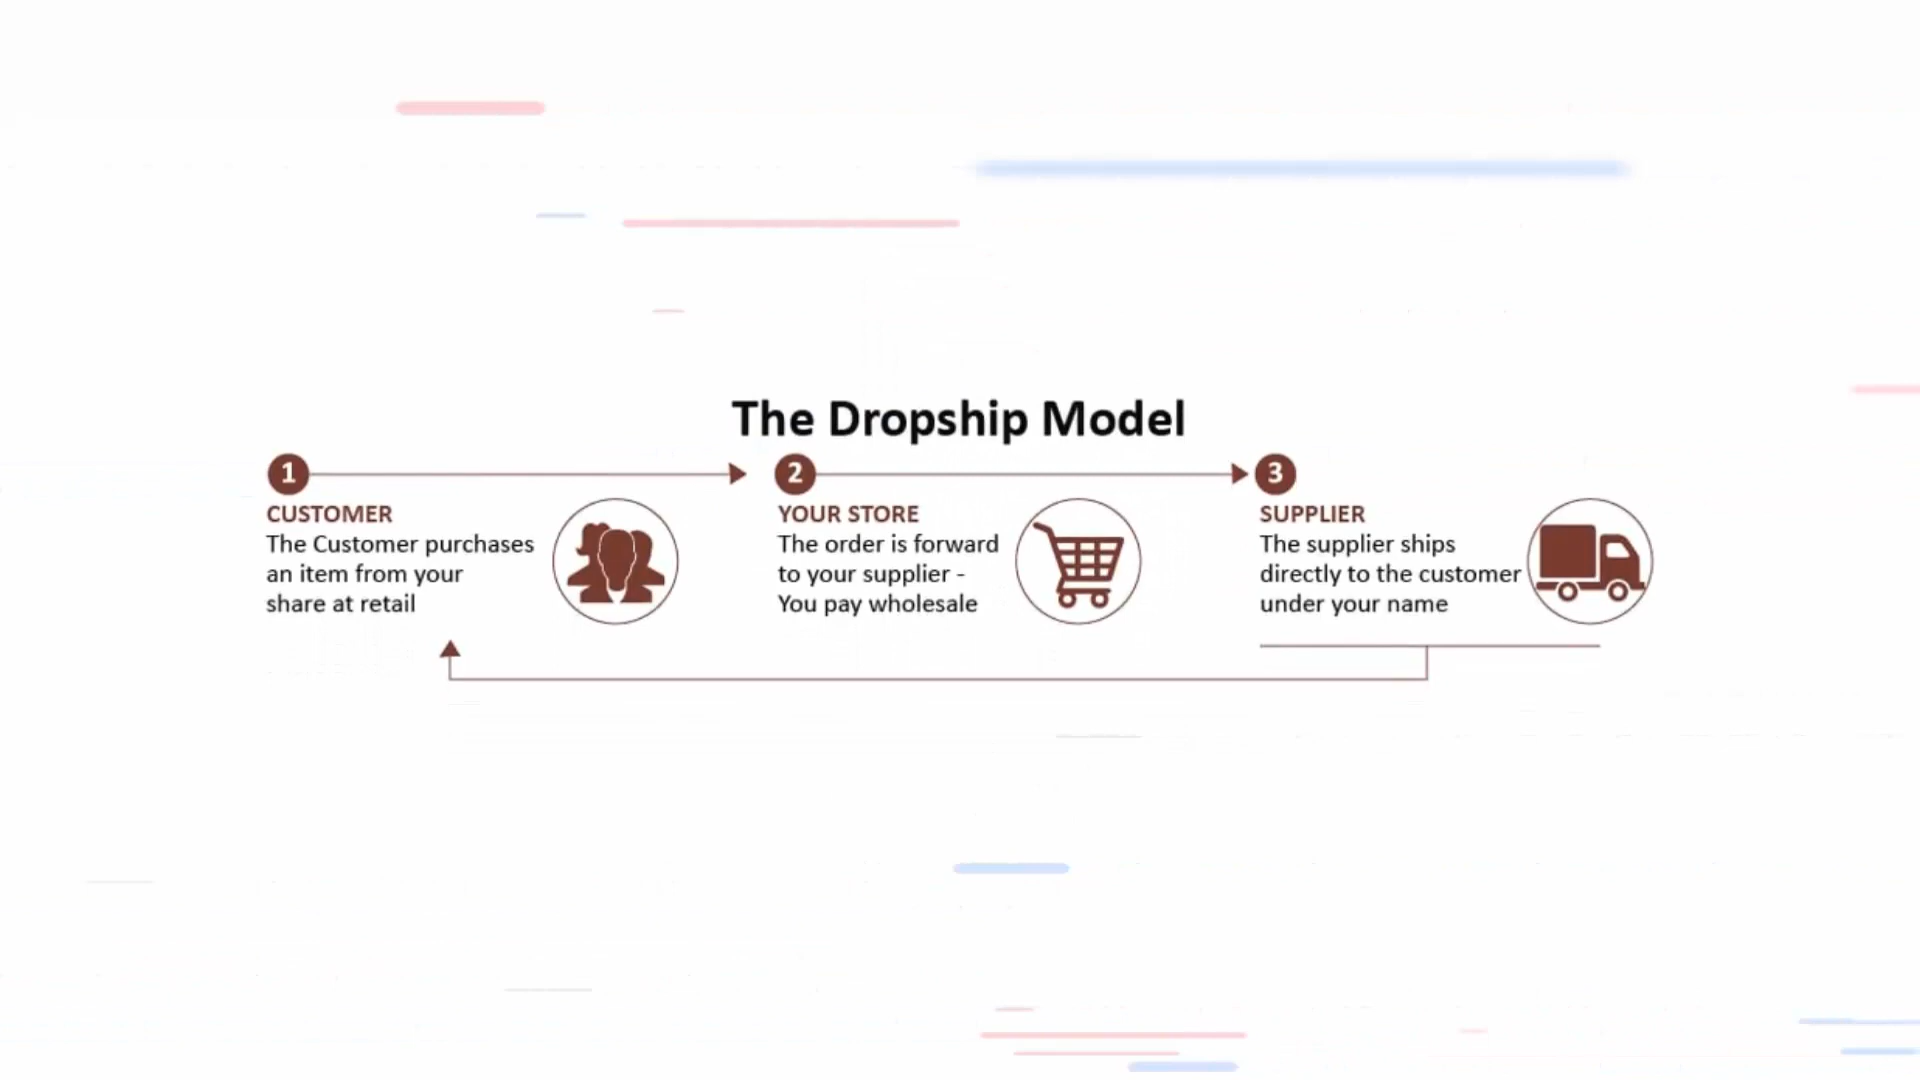 The Dropship Model
1
CUSTOMER
The Customer purchases
an item from your
share at retail
2
YOUR STORE
The order is forward
to your supplier -
You pay wholesale
3
SUPPLIER
The supplier ships
directly to the customer
under your name